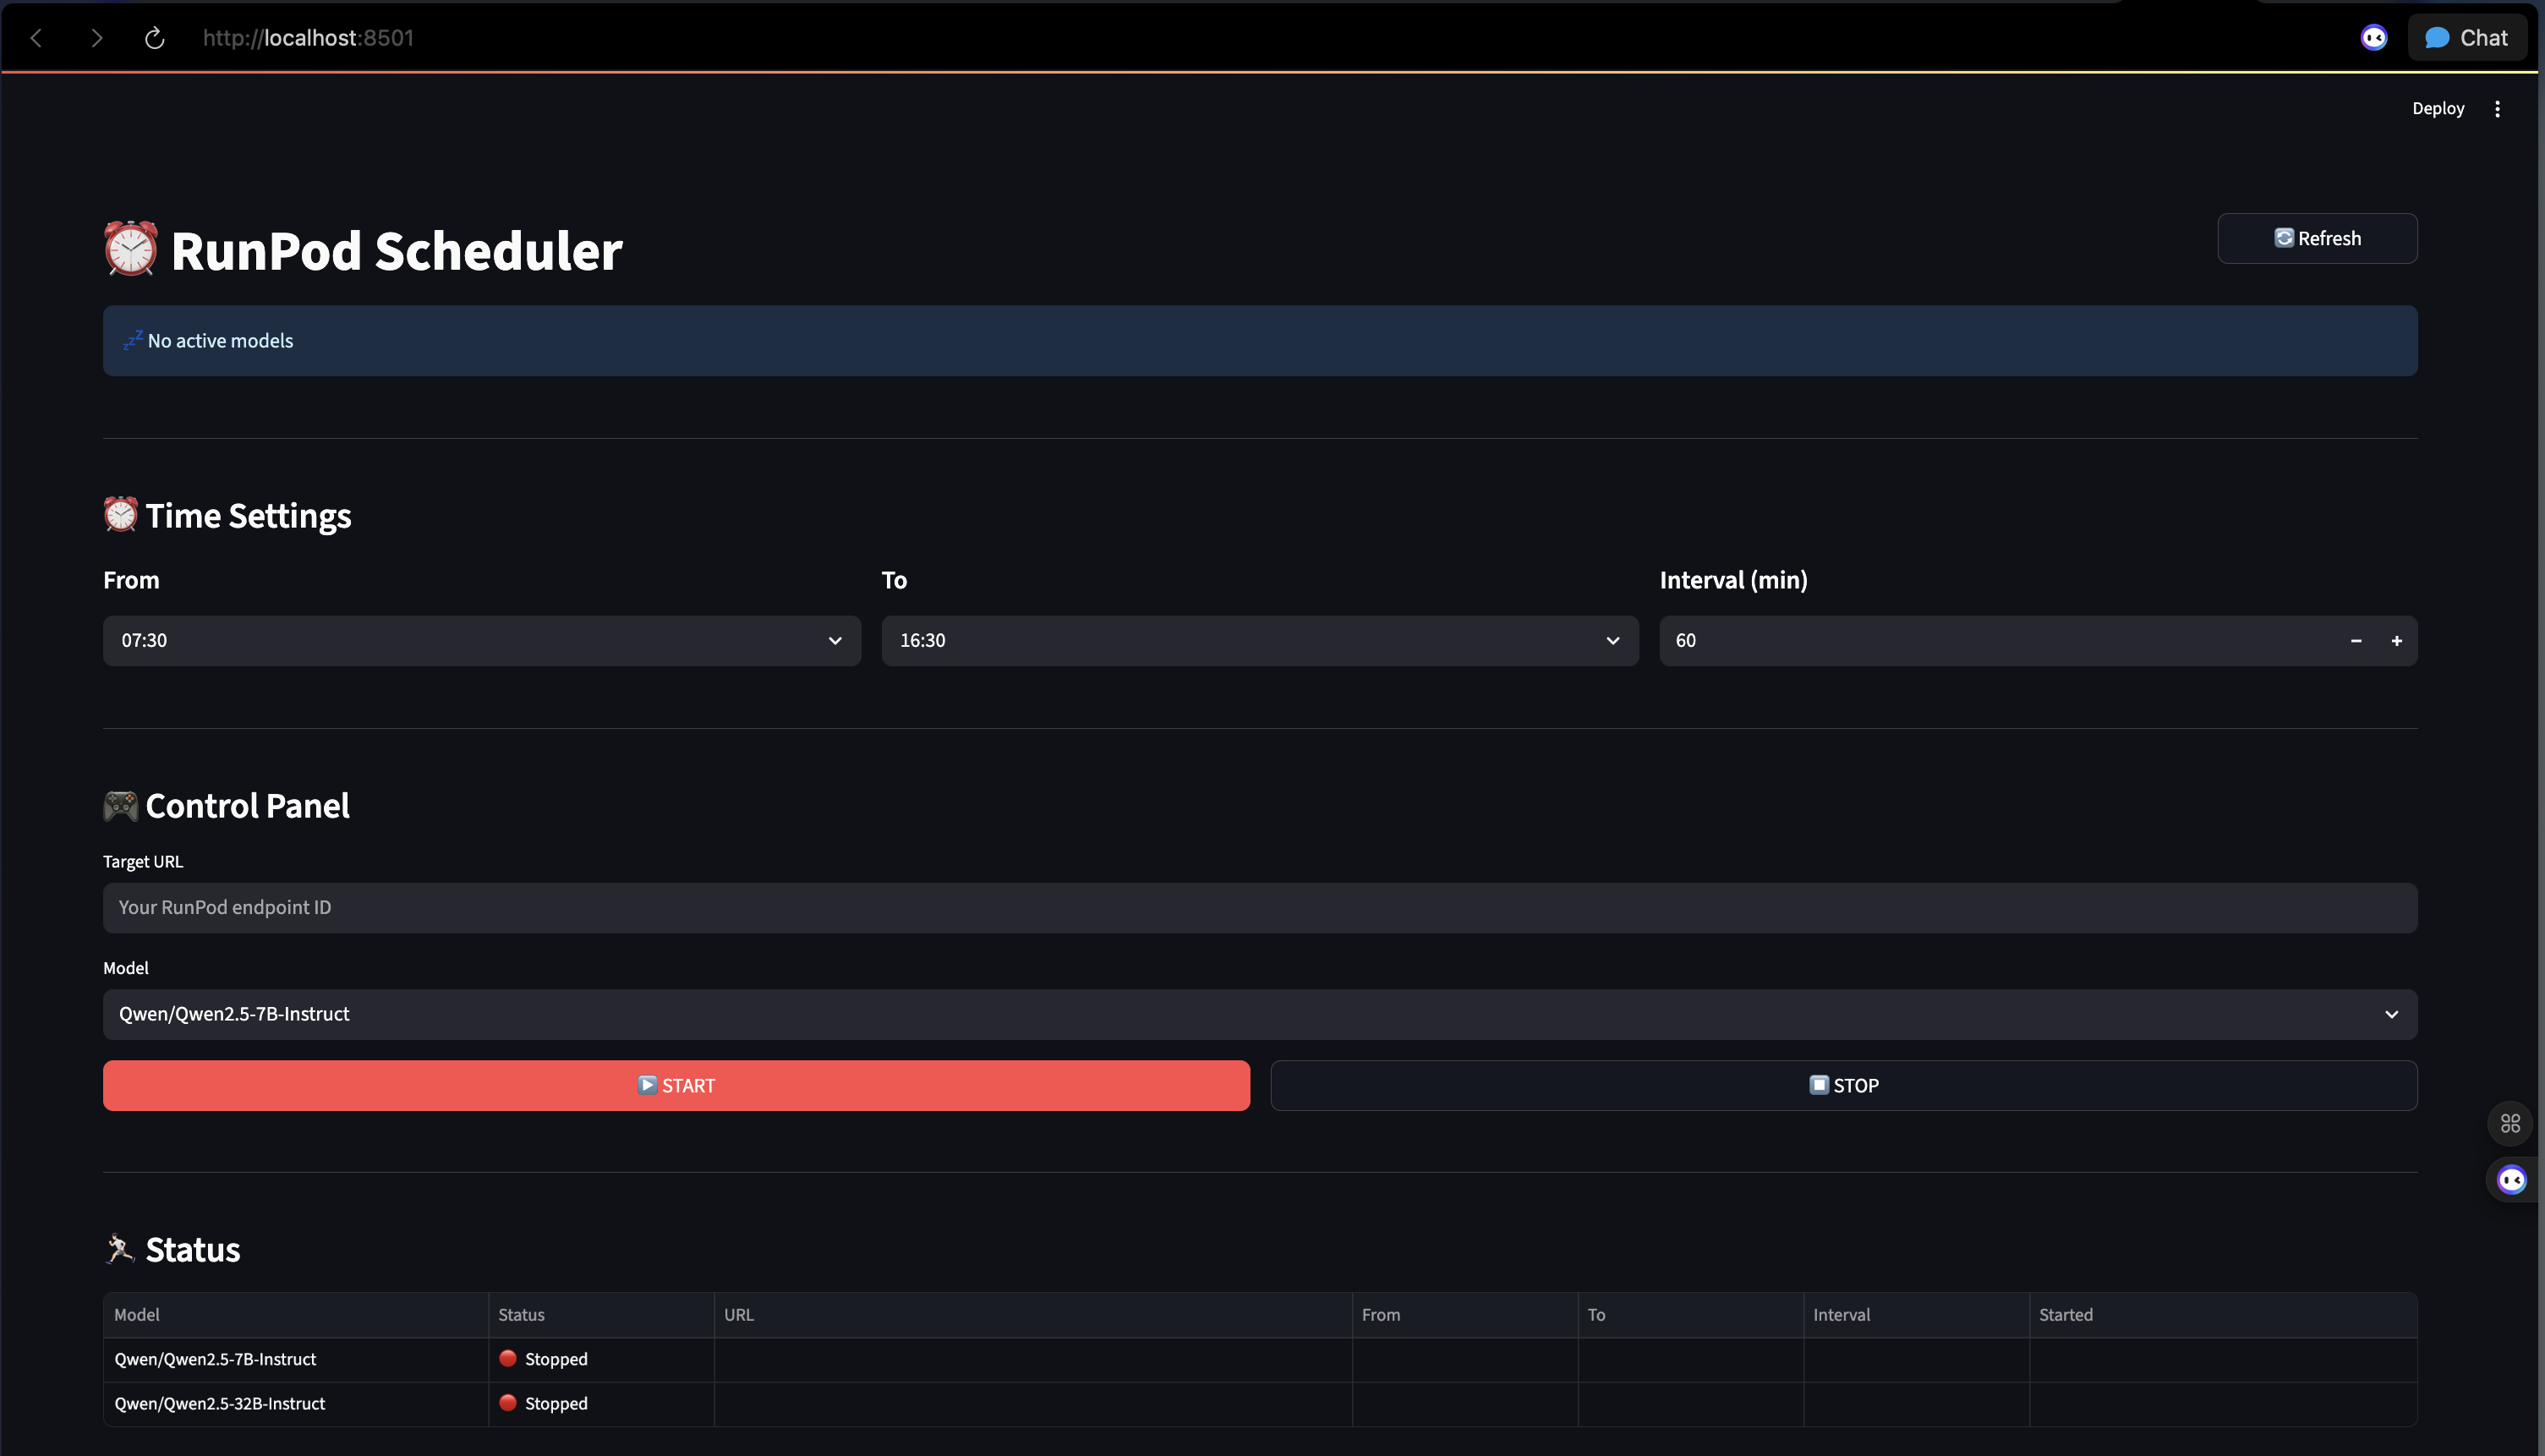 http://localhost:8501
Chat
Deploy
RunPod Scheduler
Refresh
No active models
Time Settings
From
To
Interval (min)
07:30
16:30
60
Control Panel
Target URL
Your RunPod endpoint ID
Model
Qwen/Qwen2.5-7B-Instruct
START
STOP
Status
Model Status URL From To Interval Started
Qwen/Qwen2.5-7B-Instruct Stopped
Qwen/Qwen2.5-32B-Instruct Stopped